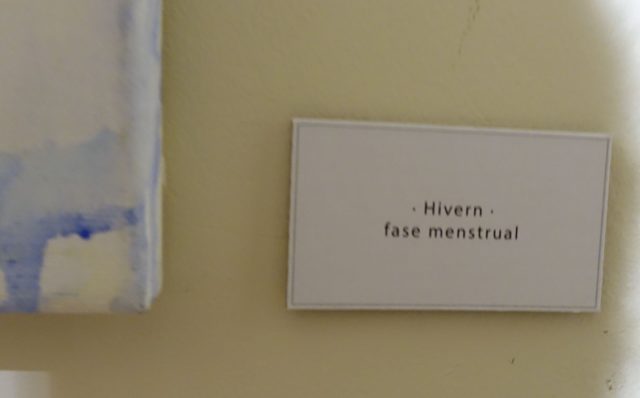 · Hivern ·
fase menstrual